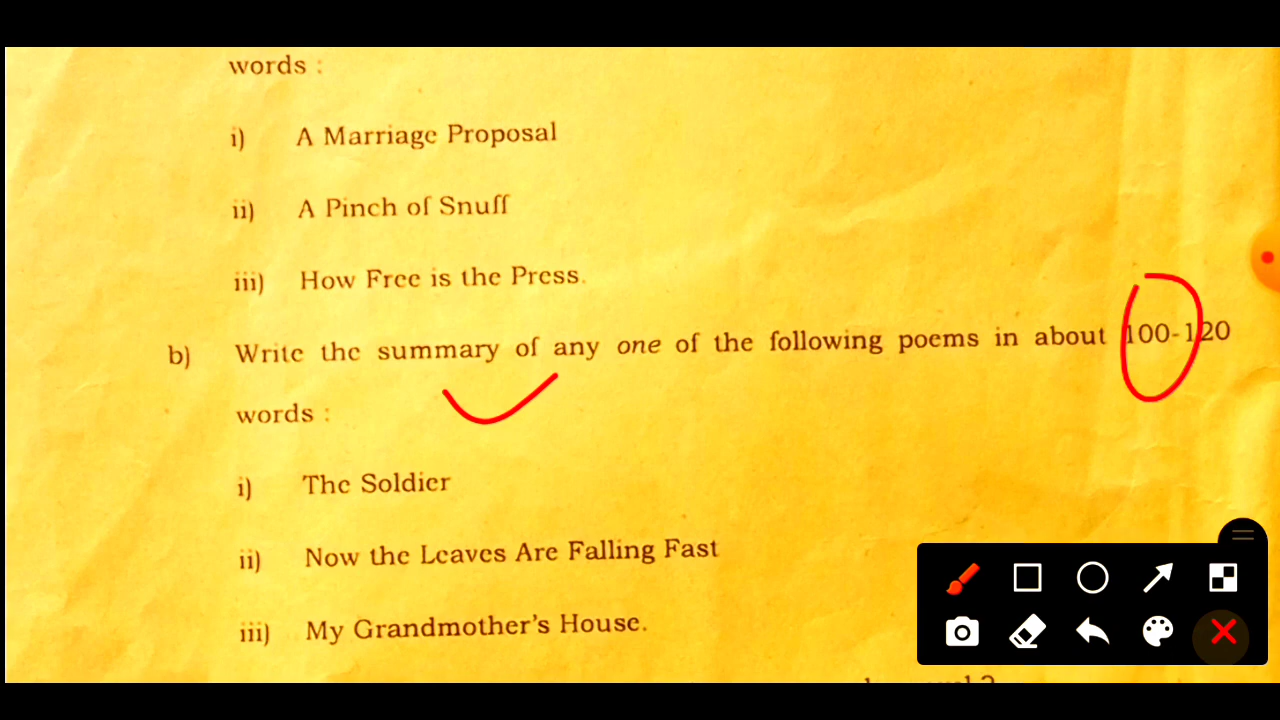 words :
i) A Marriage Proposal
ii) A Pinch of Snuff
iii) How Free is the Press.
b) Write the summary of any one of the following poems in about 100-120
words :
i) The Soldier
ii) Now the Leaves Are Falling Fast
iii) My Grandmother's House.